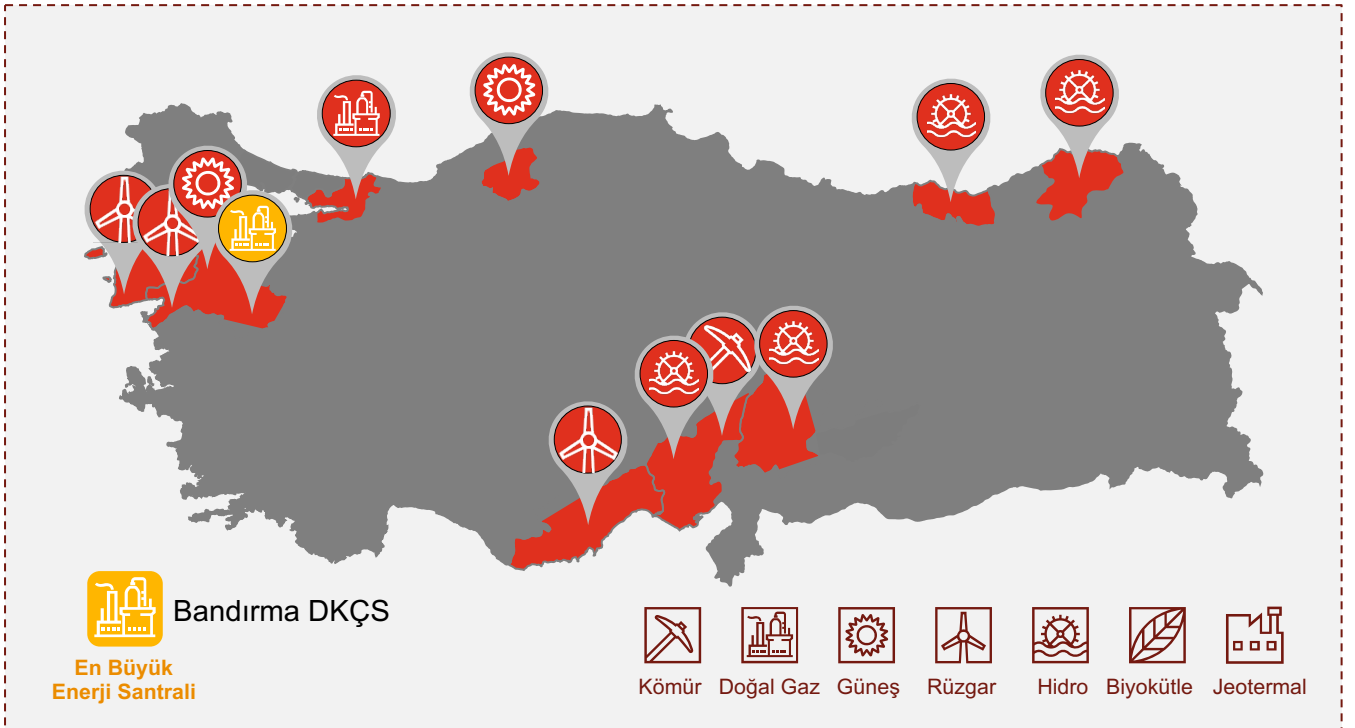 Bandırma DKÇS
En Büyük
Enerji Santrali
Kömür Doğal Gaz Güneş Rüzgar Hidro Biyokütle Jeotermal